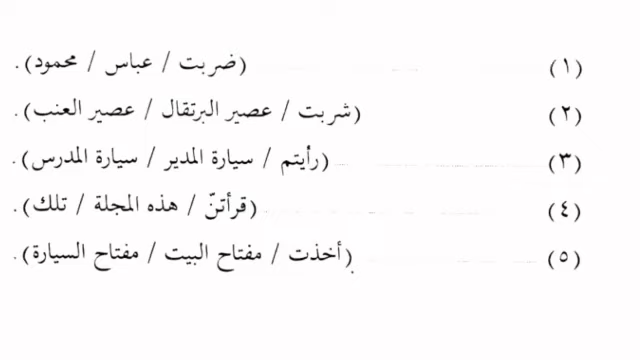 (١) ........................ (ضربت / عباس / محمود).
(٢) ........................ (شربت / عصير البرتقال / عصير العنب).
(٣) ........................ (رأيتم / سيارة المدير / سيارة المدرس).
(٤) ........................ (قرأتنّ / هذه المجلة / تلك).
(٥) ........................ (أخذت / مفتاح البيت / مفتاح السيارة).